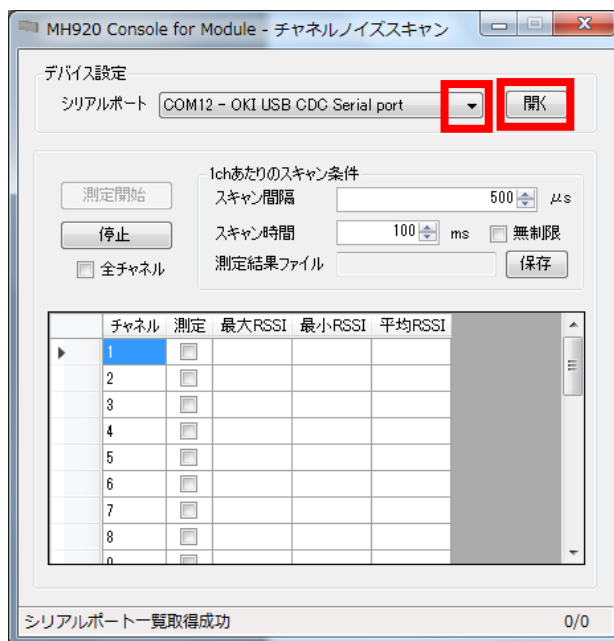 MH920 Console for Module - チャネルノイズスキャン
デバイス設定
シリアルポート COM12 - OKI USB CDC Serial port 開く
1chあたりのスキャン条件
測定開始 スキャン間隔 500 μs
停止 スキャン時間 100 ms 無制限
全チャネル 測定結果ファイル 保存
チャネル 測定 最大RSSI 最小RSSI 平均RSSI
1
2
3
4
5
6
7
8
シリアルポート一覧取得成功 0/0